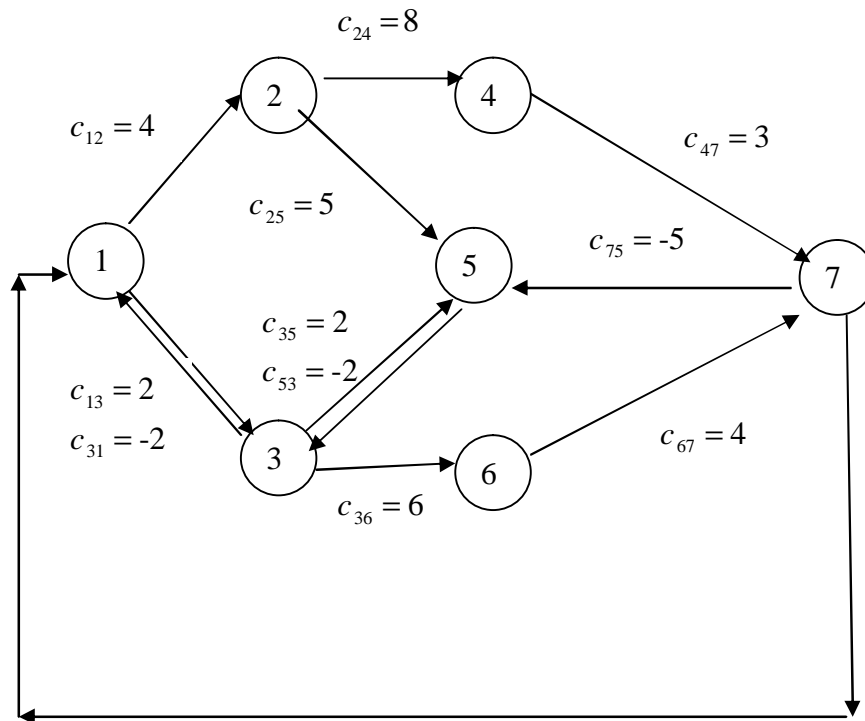 c₂₄ = 8
2
4
c₁₂ = 4
c₄₇ = 3
c₂₅ = 5
c₇₅ = -5
1
5
7
c₃₅ = 2
c₅₃ = -2
c₁₃ = 2
c₃₁ = -2
3
6
c₆₇ = 4
c₃₆ = 6